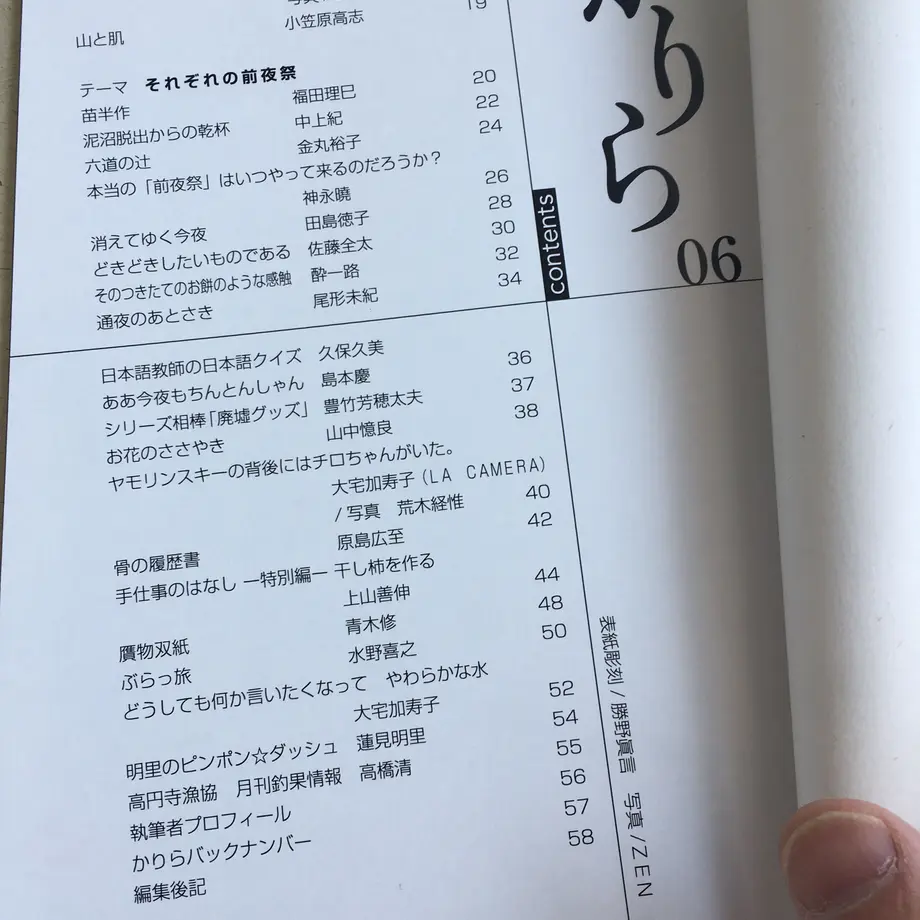 山と肌 小笠原高志 19
テーマ それぞれの前夜祭
苗半作 福田理巳 20
泥沼脱出からの乾杯 中上紀 22
六道の辻 金丸裕子 24
本当の「前夜祭」はいつやって来るのだろうか?
神永曉 26
消えてゆく今夜 田島徳子 28
どきどきしたいものである 佐藤全太 30
そのつきたてのお餅のような感触 酔一路 32
通夜のあとさき 尾形未紀 34
日本語教師の日本語クイズ 久保久美
ああ今夜もちんとんしゃん 島本慶 36
シリーズ相棒「廃墟グッズ」 豊竹芳穂太夫 37
お花のささやき 山中憶良 38
ヤモリンスキーの背後にはチロちゃんがいた。
大宅加寿子(LA CAMERA)
/写真 荒木経惟 40
骨の履歴書 原島広至 42
手仕事のはなし ー特別編ー 干し柿を作る
上山善伸 44
贋物双紙 青木修 48
ぶらっ旅 水野喜之 50
どうしても何か言いたくなって やわらかな水
大宅加寿子 52
明里のピンポン☆ダッシュ 蓮見明里 54
高円寺漁協 月刊釣果情報 高橋清 55
執筆者プロフィール 56
かりらバックナンバー 57
編集後記 58
かりら
06
contents
表紙彫刻/勝野眞言 写真/ZEN